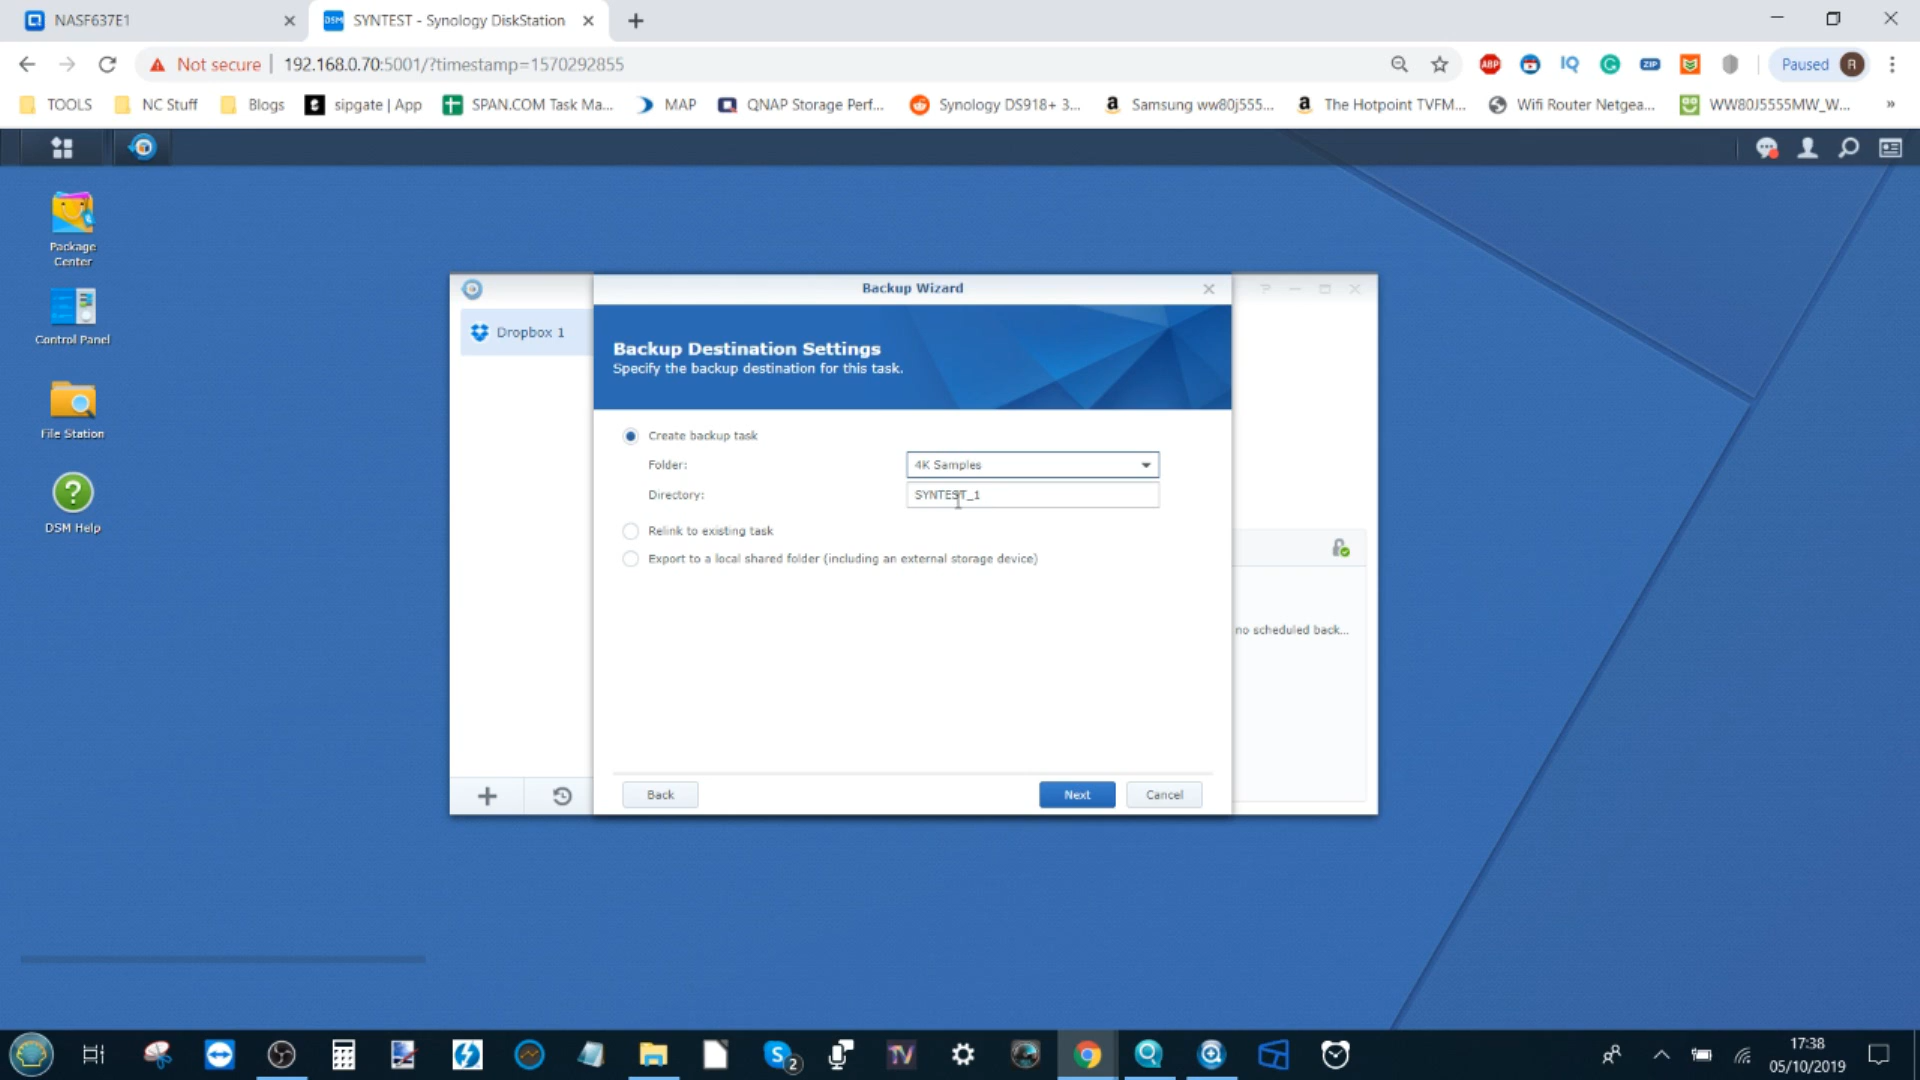 NASF637E1
DSM SYNTEST - Synology DiskStation
Not secure 192.168.0.70:5001/?timestamp=1570292855
ABP IQ ZIP Paused R
TOOLS NC Stuff Blogs sipgate | App SPAN.COM Task Ma... MAP QNAP Storage Perf... Synology DS918+ 3... Samsung ww80j555... The Hotpoint TVFM... Wifi Router Netgea... WW80J5555MW_W... »
Package
Center
Control Panel
File Station
DSM Help
Backup Wizard
Dropbox 1
Backup Destination Settings
Specify the backup destination for this task.
Create backup task
Folder: 4K Samples
Directory: SYNTEST_1
Relink to existing task
Export to a local shared folder (including an external storage device)
no scheduled back...
Back Next Cancel
17:38
05/10/2019